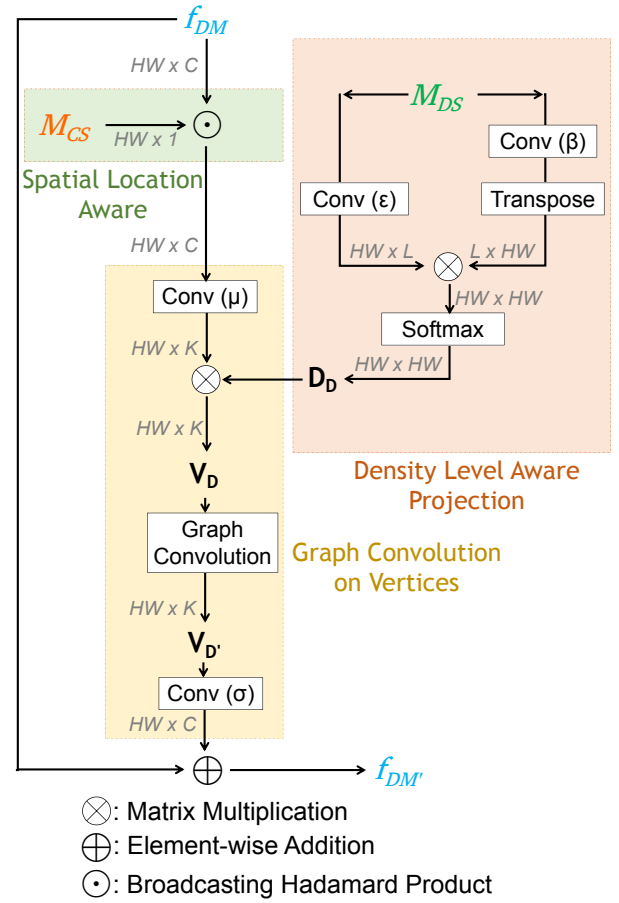 f_DM
HW x C
M_CS
HW x 1
Spatial Location
Aware
HW x C
Conv (μ)
HW x K
HW x K
V_D
Graph
Convolution
HW x K
V_D'
Conv (σ)
HW x C
M_DS
Conv (β)
Conv (ε)
Transpose
HW x L
L x HW
HW x HW
Softmax
HW x HW
D_D
Density Level Aware
Projection
Graph Convolution
on Vertices
f_DM'
: Matrix Multiplication
: Element-wise Addition
: Broadcasting Hadamard Product